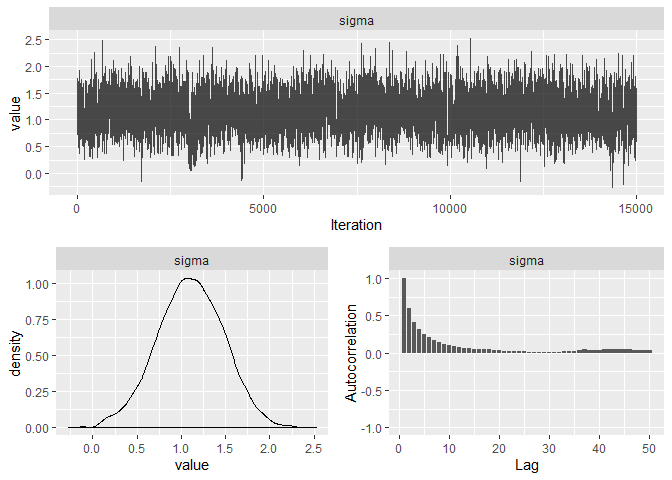 sigma
value
2.5
2.0
1.5
1.0
0.5
0.0
0 5000 10000 15000
Iteration
sigma
density
1.00
0.75
0.50
0.25
0.00
0.0 0.5 1.0 1.5 2.0 2.5
value
sigma
Autocorrelation
1.0
0.5
0.0
-0.5
-1.0
0 10 20 30 40 50
Lag